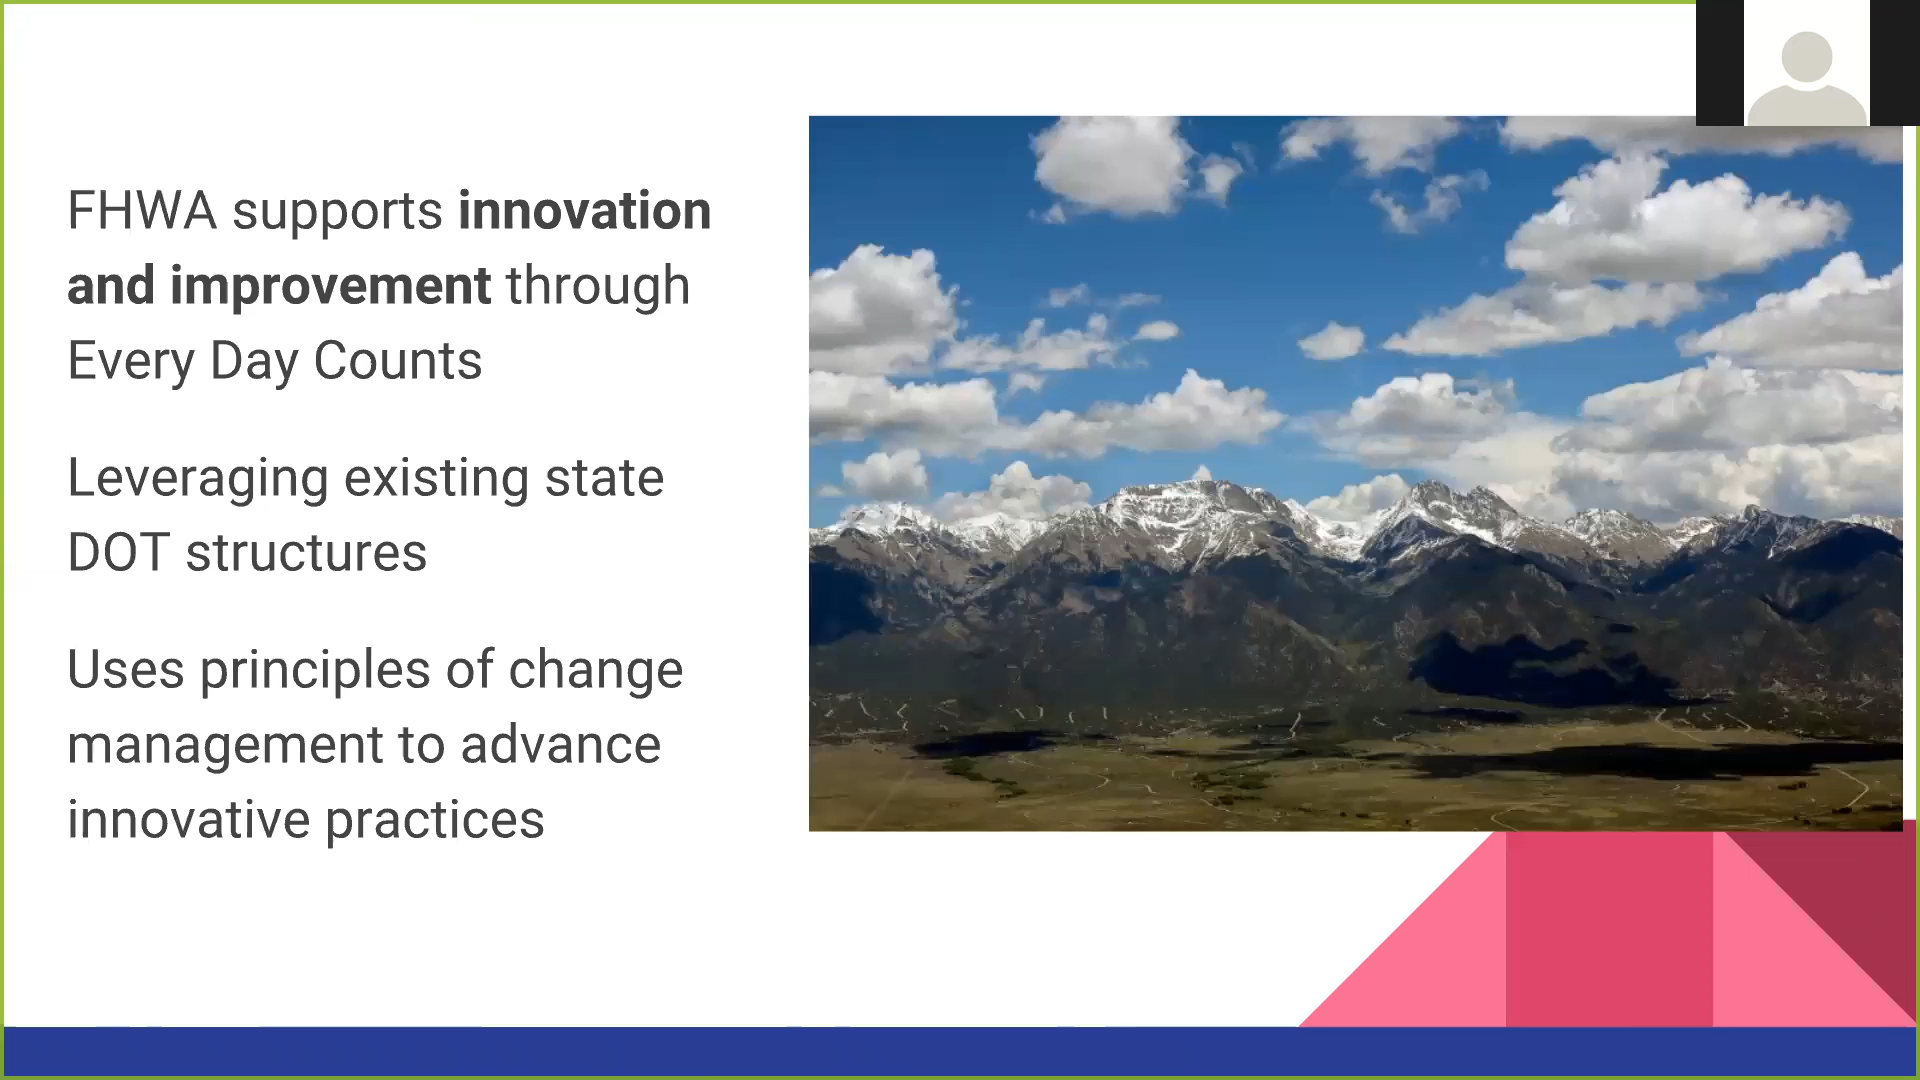 FHWA supports innovation
and improvement through
Every Day Counts
Leveraging existing state
DOT structures
Uses principles of change
management to advance
innovative practices